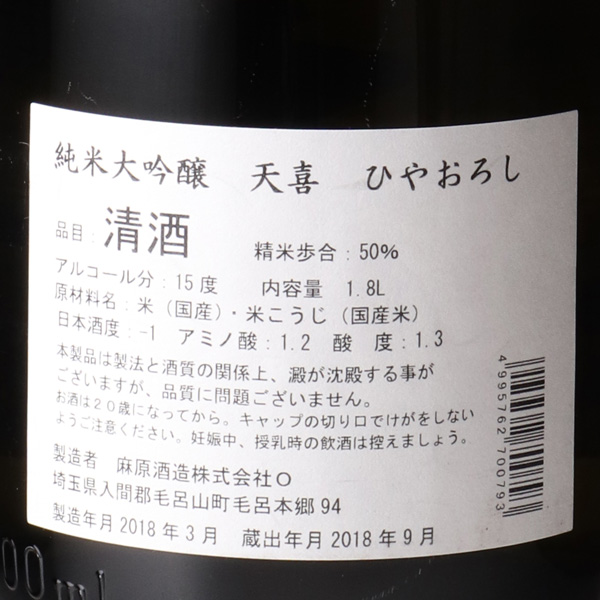 純米大吟醸　天喜　ひやおろし
品目：清酒　精米歩合：50%
アルコール分：15度　内容量　1.8L
原材料名：米（国産）・米こうじ（国産米）
日本酒度：-1　アミノ酸：1.2　酸　度：1.3
本製品は製法と酒質の関係上、澱が沈殿する事が
ございますが、品質に問題ございません。
お酒は２０歳になってから。キャップの切り口でけがをしない
ようご注意ください。妊娠中、授乳時の飲酒は控えましょう。
製造者　麻原酒造株式会社○
埼玉県入間郡毛呂山町毛呂本郷94
製造年月 2018年3月　蔵出年月 2018年9月
4995762 700793
00ml